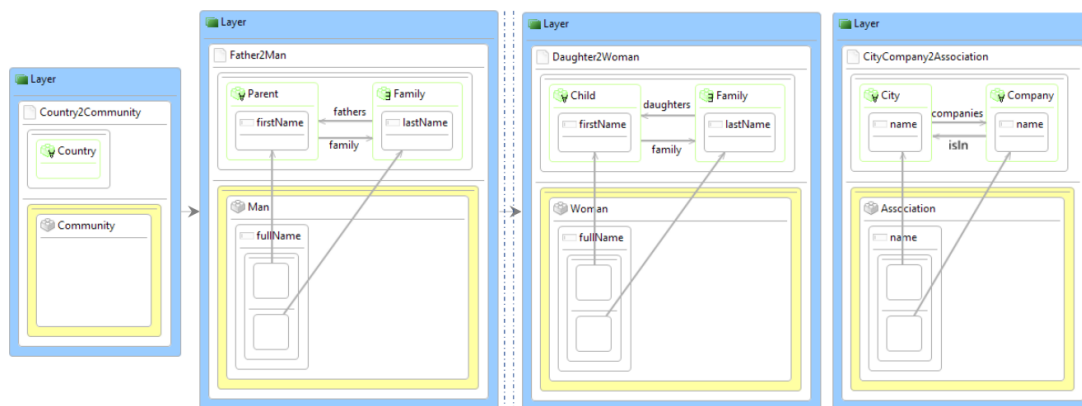 Layer
Country2Community
Country
Community
Layer
Father2Man
Parent
fathers
Family
firstName
lastName
family
Man
fullName
Layer
Daughter2Woman
Child
daughters
Family
firstName
lastName
family
Woman
fullName
Layer
CityCompany2Association
City
companies
Company
name
name
isIn
Association
name